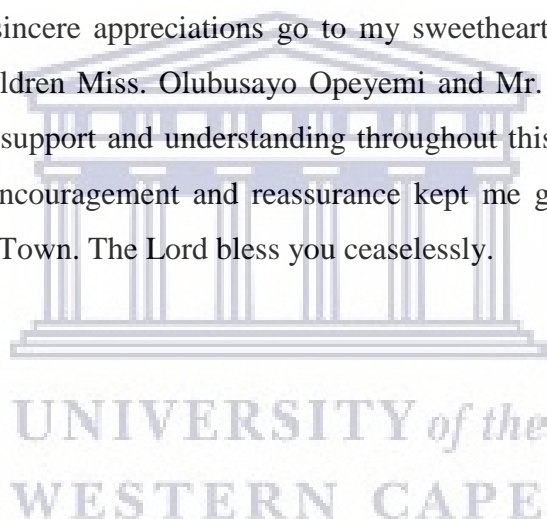 sincere appreciations go to my sweetheart
ldren Miss. Olubusayo Opeyemi and Mr.
support and understanding throughout this
ncouragement and reassurance kept me g
Town. The Lord bless you ceaselessly.
UNIVERSITY of the
WESTERN CAPE